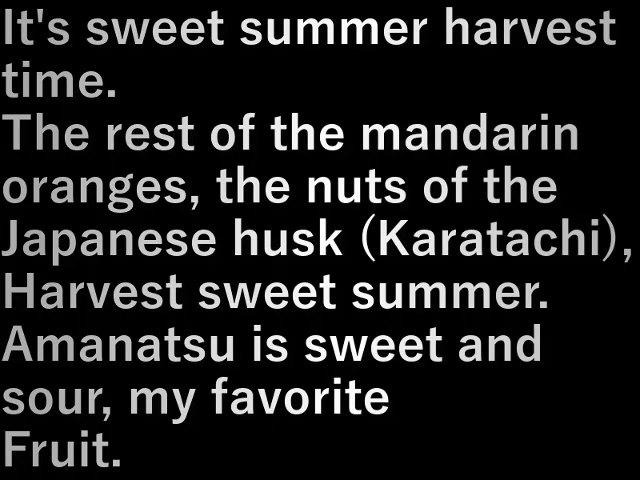 It's sweet summer harvest
time.
The rest of the mandarin
oranges, the nuts of the
Japanese husk (Karatachi),
Harvest sweet summer.
Amanatsu is sweet and
sour, my favorite
Fruit.